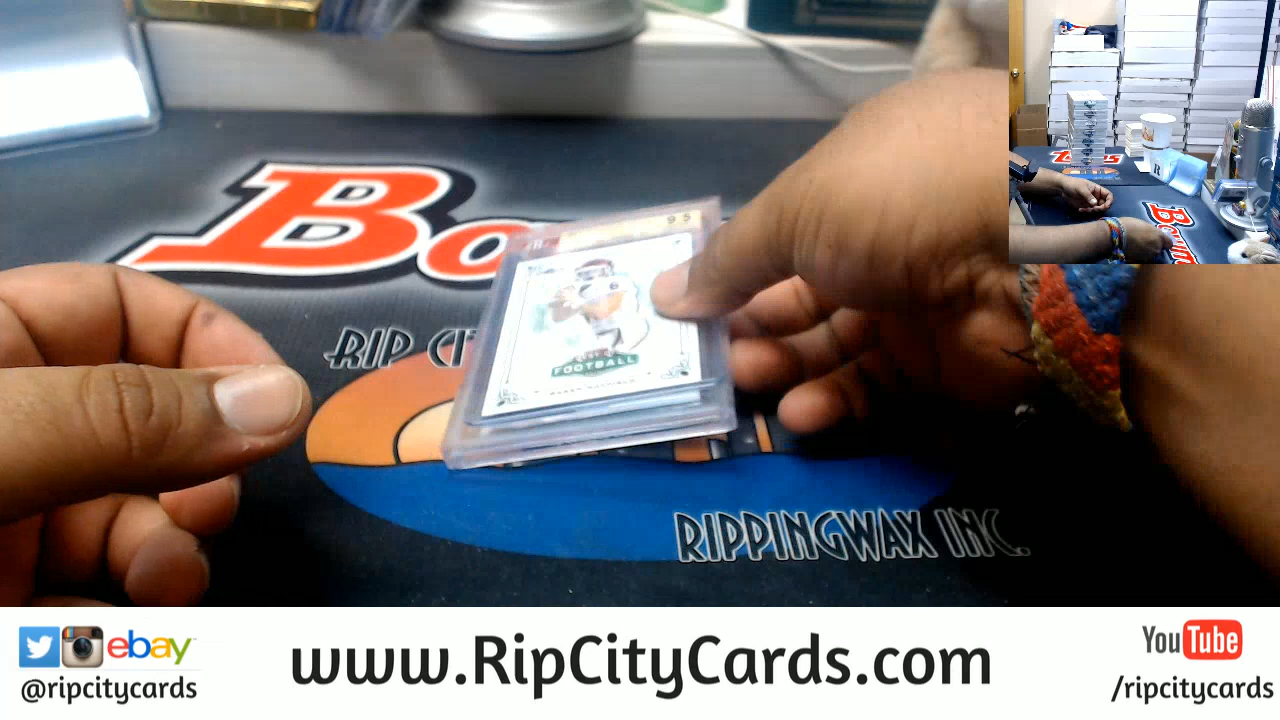 9.5
Bo
RIP CI
FOOTBALL
RIPPINGWAX INC.
ebay
@ripcitycards
www.RipCityCards.com
YouTube
/ripcitycards